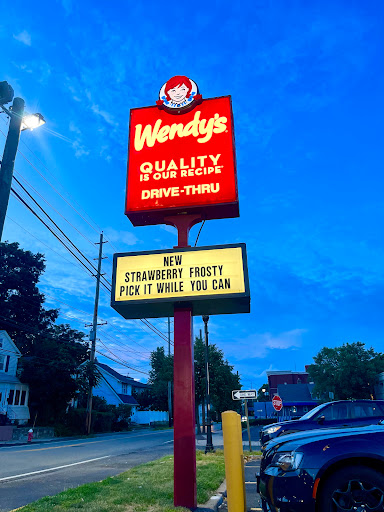 Wendy's
QUALITY
IS OUR RECIPE
DRIVE-THRU
NEW
STRAWBERRY FROSTY
PICK IT WHILE YOU CAN